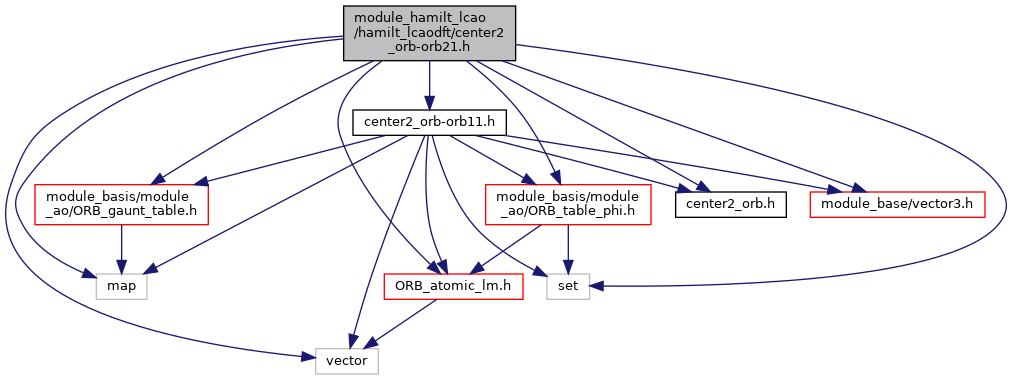 module_hamilt_lcao
/hamilt_lcaodft/center2
_orb-orb21.h
center2_orb-orb11.h
module_basis/module
_ao/ORB_gaunt_table.h
module_basis/module
_ao/ORB_table_phi.h
center2_orb.h
module_base/vector3.h
map
ORB_atomic_lm.h
set
vector